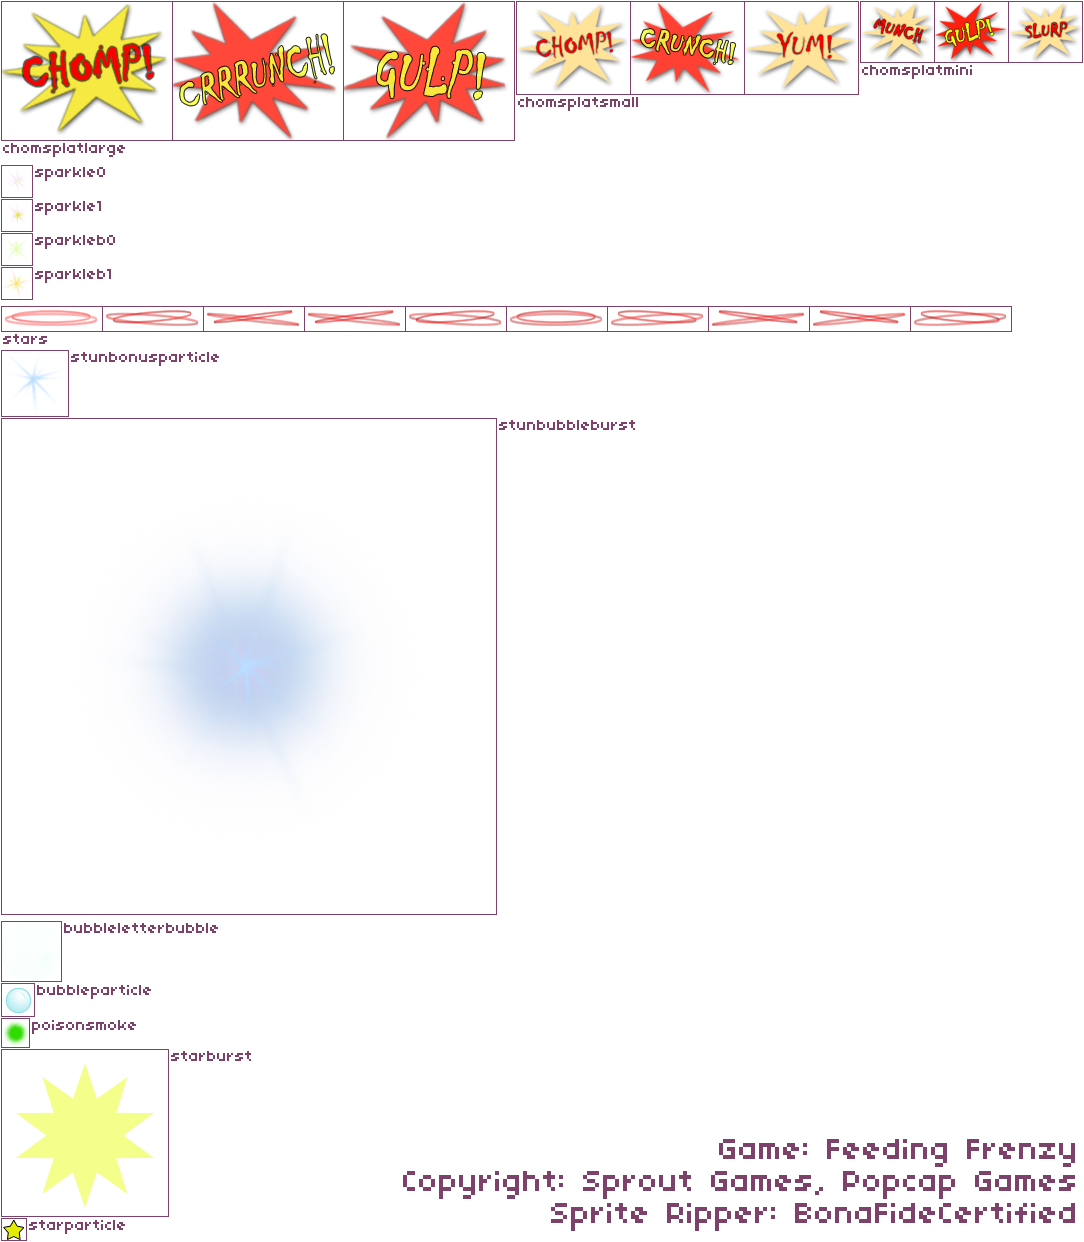 CHOMP! CRRRUNCH! GULP! CHOMP! CRUNCH! YUM! MUNCH GULP! SLURP
chomsplatmini
chomsplatsmall
chomsplatlarge
sparkle0
sparkle1
sparkleb0
sparkleb1
stars
stunbonusparticle
stunbubbleburst
bubbleletterbubble
bubbleparticle
poisonsmoke
starburst
Game: Feeding Frenzy
Copyright: Sprout Games, Popcap Games
Sprite Ripper: BonaFideCertified
starparticle